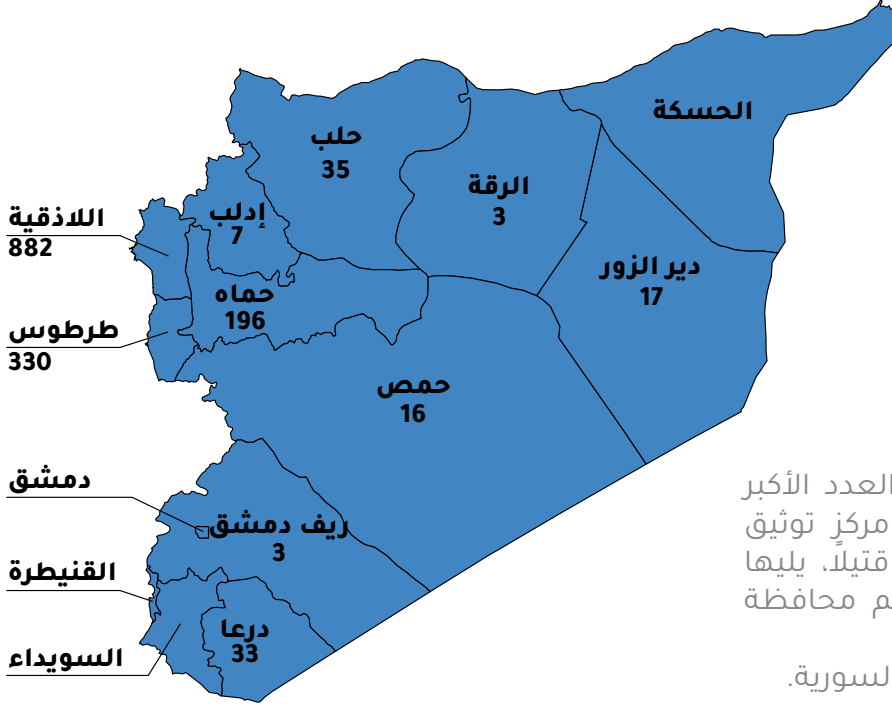 الحسكة
حلب
35
الرقة
3
إدلب
7
اللاذقية
882
دير الزور
17
حماه
196
طرطوس
330
حمص
16
دمشق
ريف دمشق
3
القنيطرة
درعا
33
السويداء
العدد الأكبر
مركز توثيق
قتيلاً، يليها
م محافظة
لسورية.